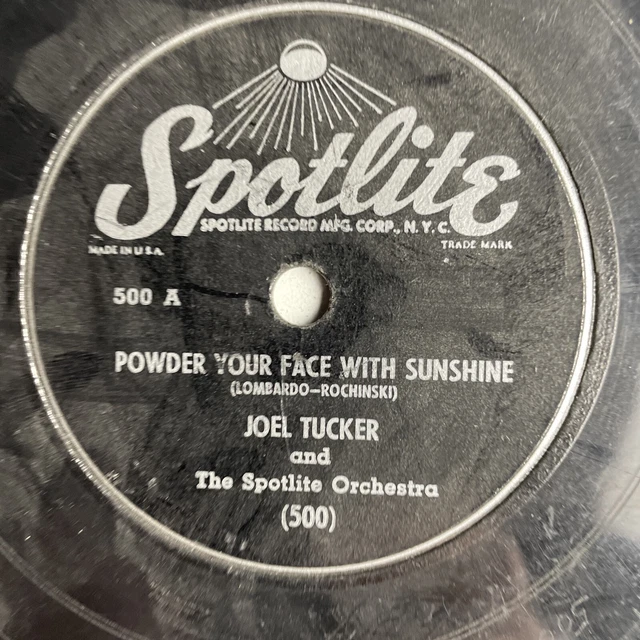 Spotlite
SPOTLITE RECORD MFG. CORP., N. Y. C.
MADE IN U.S.A.
TRADE MARK
500 A
POWDER YOUR FACE WITH SUNSHINE
(LOMBARDO—ROCHINSKI)
JOEL TUCKER
and
The Spotlite Orchestra
(500)